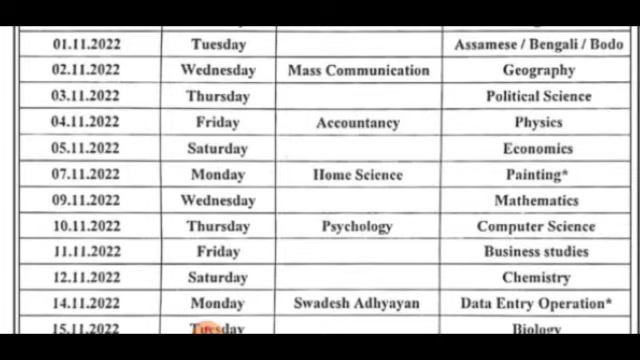 01.11.2022 Tuesday Assamese / Bengali / Bodo
02.11.2022 Wednesday Mass Communication Geography
03.11.2022 Thursday Political Science
04.11.2022 Friday Accountancy Physics
05.11.2022 Saturday Economics
07.11.2022 Monday Home Science Painting*
09.11.2022 Wednesday Mathematics
10.11.2022 Thursday Psychology Computer Science
11.11.2022 Friday Business studies
12.11.2022 Saturday Chemistry
14.11.2022 Monday Swadesh Adhyayan Data Entry Operation*
15.11.2022 Tuesday Biology